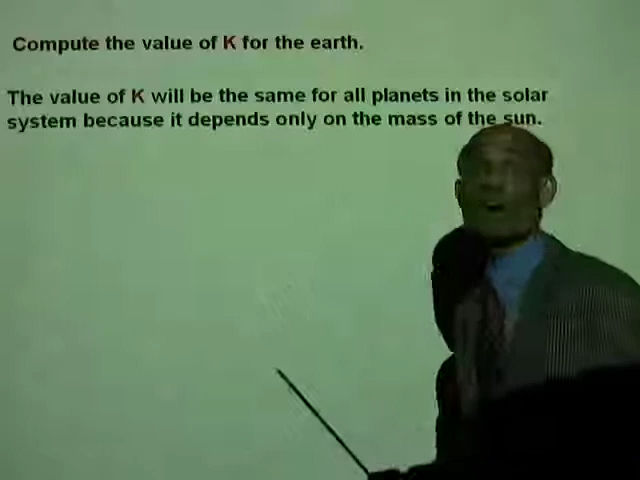 Compute the value of K for the earth.
The value of K will be the same for all planets in the solar
system because it depends only on the mass of the sun.